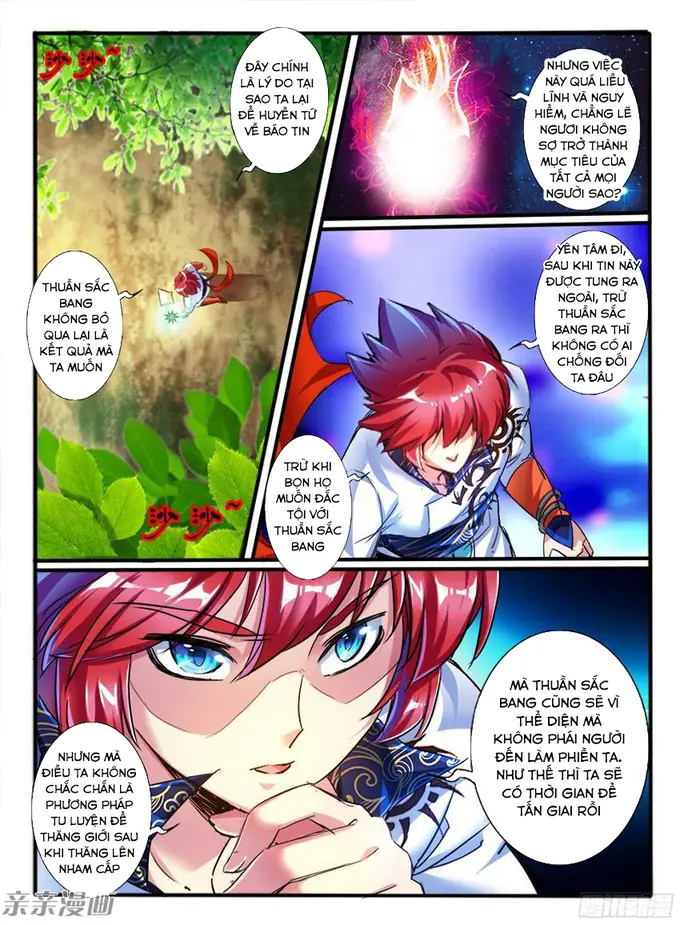 沙沙~
ĐÂY CHÍNH
LÀ LÝ DO TẠI
SAO TA LẠI
ĐỂ HUYỀN TỬ
VỀ BÁO TIN
THUẦN SẮC
BANG
KHÔNG BỎ
QUA LẠI LÀ
KẾT QUẢ MÀ TA
MUỐN
沙沙~
NHƯNG VIỆC
NÀY QUÁ LIỀU
LĨNH VÀ NGUY
HIỂM, CHẲNG LẼ
NGƯƠI KHÔNG
SỢ TRỞ THÀNH
MỤC TIÊU CỦA
TẤT CẢ MỌI
NGƯỜI SAO?
YÊN TÂM ĐI,
SAU KHI TIN NÀY
ĐƯỢC TUNG RA
NGOÀI, TRỪ
THUẦN SẮC
BANG RA THÌ
KHÔNG CÓ AI
CHỐNG ĐỐI
TA ĐÂU
TRỪ KHI
BỌN HỌ
MUỐN ĐẮC
TỘI VỚI
THUẦN SẮC
BANG
MÀ THUẦN SẮC
BANG CŨNG SẼ VÌ
THỂ DIỆN MÀ
KHÔNG PHÁI NGƯỜI
ĐẾN LÀM PHIỀN TA.
NHƯ THẾ THÌ TA SẼ
CÓ THỜI GIAN ĐỂ
TẤN GIAI RỒI
NHƯNG MÀ
ĐIỀU TA KHÔNG
CHẮC CHẮN LÀ
PHƯƠNG PHÁP
TU LUYỆN ĐỂ
THĂNG GIỚI SAU
KHI THĂNG LÊN
NHAM CẤP
亲亲漫画
腾讯动漫